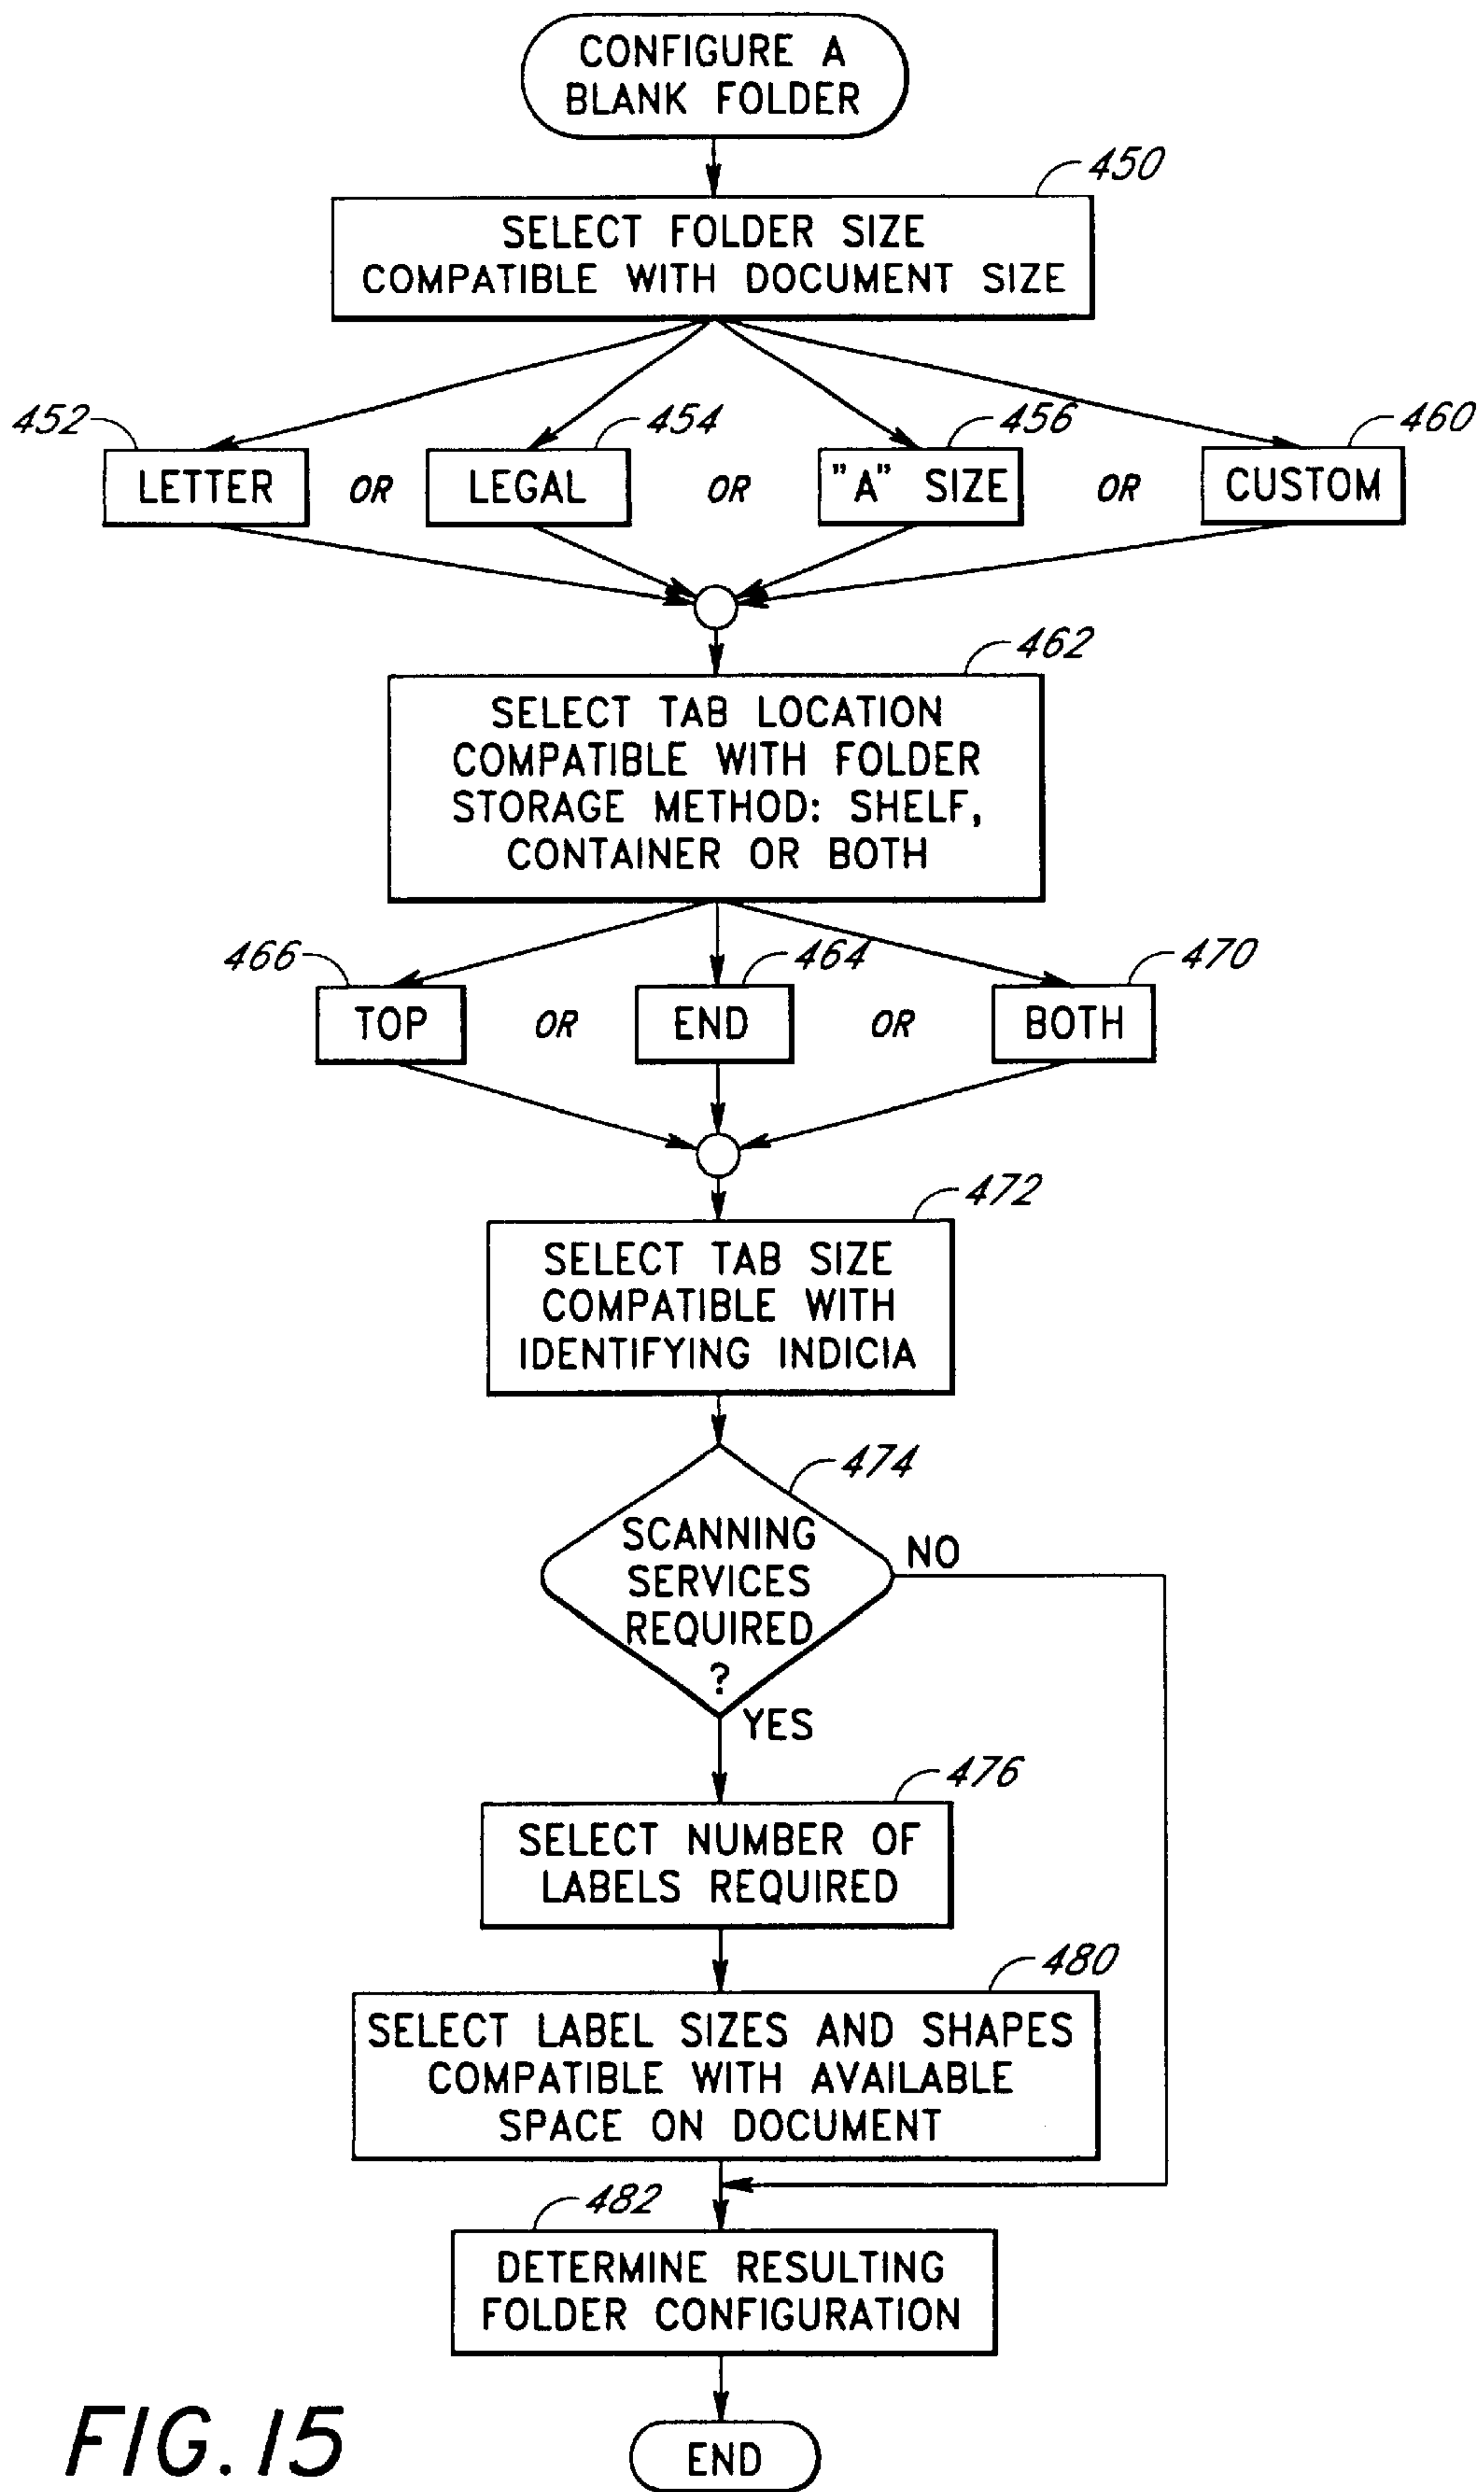 CONFIGURE A
BLANK FOLDER
450
SELECT FOLDER SIZE
COMPATIBLE WITH DOCUMENT SIZE
452
454
456
460
LETTER OR LEGAL OR "A" SIZE OR CUSTOM
462
SELECT TAB LOCATION
COMPATIBLE WITH FOLDER
STORAGE METHOD: SHELF,
CONTAINER OR BOTH
466
464
470
TOP OR END OR BOTH
472
SELECT TAB SIZE
COMPATIBLE WITH
IDENTIFYING INDICIA
474
SCANNING
SERVICES
REQUIRED
?
NO
YES
476
SELECT NUMBER OF
LABELS REQUIRED
480
SELECT LABEL SIZES AND SHAPES
COMPATIBLE WITH AVAILABLE
SPACE ON DOCUMENT
482
DETERMINE RESULTING
FOLDER CONFIGURATION
END
FIG. 15